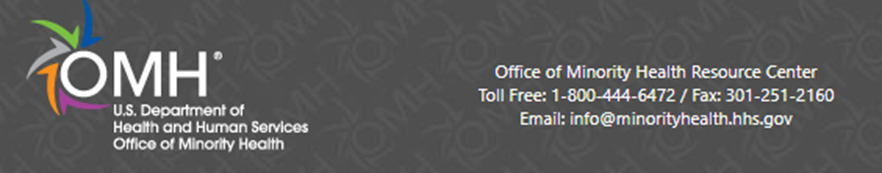 OMH®
U.S. Department of
Health and Human Services
Office of Minority Health
Office of Minority Health Resource Center
Toll Free: 1-800-444-6472 / Fax: 301-251-2160
Email: info@minorityhealth.hhs.gov